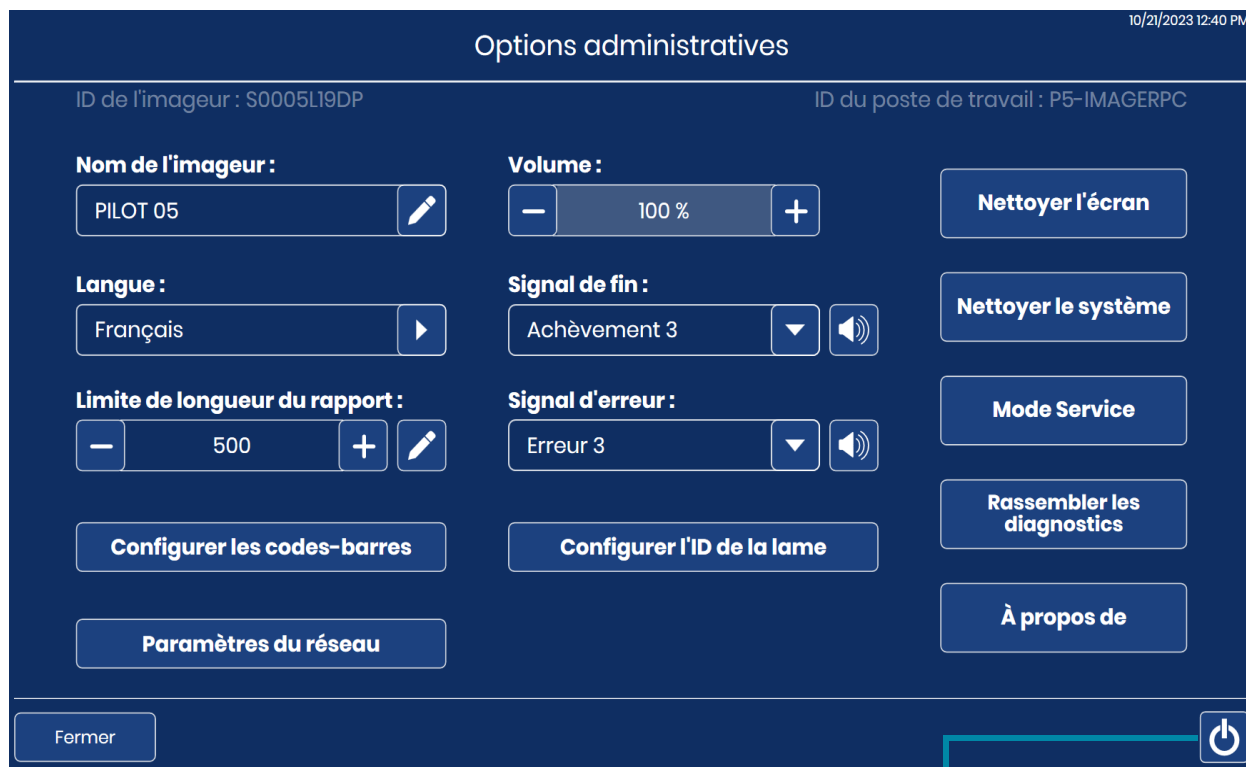 10/21/2023 12:40 PM
Options administratives
ID de l'imageur : S0005L19DP
ID du poste de travail : P5-IMAGERPC
Nom de l'imageur :
PILOT 05
Volume :
100 %
Nettoyer l'écran
Langue :
Français
Signal de fin :
Achèvement 3
Nettoyer le système
Limite de longueur du rapport :
500
Signal d'erreur :
Erreur 3
Mode Service
Rassembler les
diagnostics
Configurer les codes-barres
Configurer l'ID de la lame
À propos de
Paramètres du réseau
Fermer